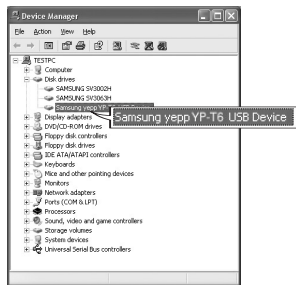 Device Manager
File Action View Help
TESTPC
Computer
Disk drives
SAMSUNG SV3002H
SAMSUNG SV3063H
Samsung yepp YP-T6 USB Device
Samsung yepp YP-T6 USB Device
Display adapters
DVD/CD-ROM drives
Floppy disk controllers
Floppy disk drives
IDE ATA/ATAPI controllers
Keyboards
Mice and other pointing devices
Monitors
Network adapters
Ports (COM & LPT)
Processors
Sound, video and game controllers
Storage volumes
System devices
Universal Serial Bus controllers